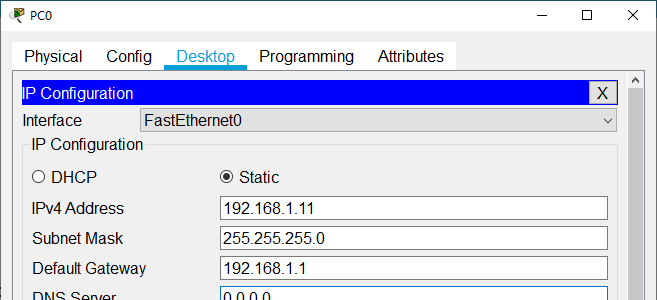 PC0
Physical Config Desktop Programming Attributes
IP Configuration X
Interface FastEthernet0
IP Configuration
DHCP Static
IPv4 Address 192.168.1.11
Subnet Mask 255.255.255.0
Default Gateway 192.168.1.1
DNS Server 0.0.0.0